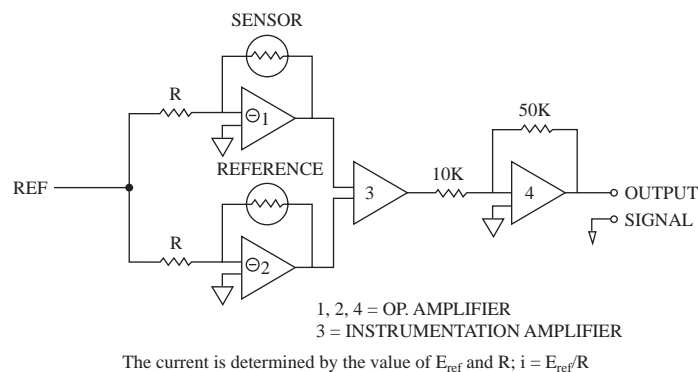 SENSOR
R
⊖1
REFERENCE
50K
REF
3
10K
4
OUTPUT
SIGNAL
R
⊖2
1, 2, 4 = OP. AMPLIFIER
3 = INSTRUMENTATION AMPLIFIER
The current is determined by the value of E_ref and R; i = E_ref/R